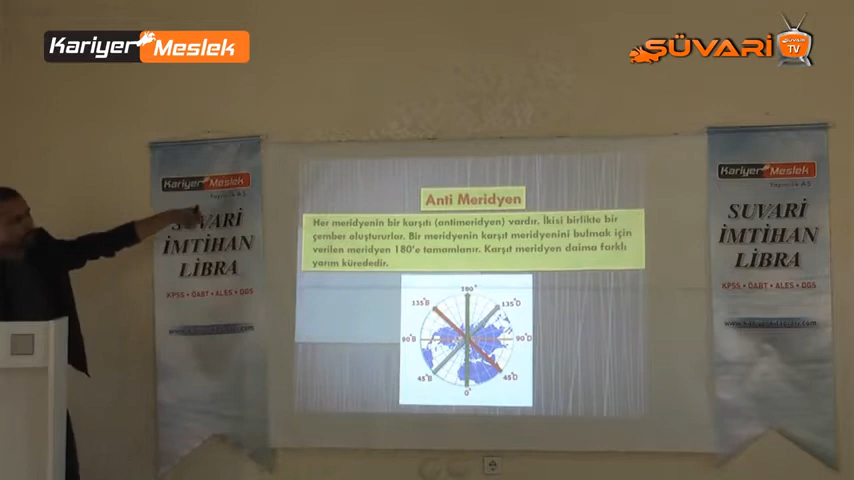 Kariyer Meslek
SÜVARİ
SÜVARİ
TV
Kariyer Meslek
Yayıncılık A.Ş
SUVARİ
İMTİHAN
LİBRA
KPSS • ÖABT • ALES • DGS
Anti Meridyen
Her meridyenin bir karşıtı (antimeridyen) vardır. İkisi birlikte bir
çember oluştururlar. Bir meridyenin karşıt meridyenini bulmak için
verilen meridyen 180'e tamamlanır. Karşıt meridyen daima farklı
yarım kürededir.
180°
135°B
135°D
90°B
90°D
45°B
45°D
0°
Kariyer Meslek
SUVARİ
İMTİHAN
LİBRA
KPSS • ÖABT • ALES • DGS